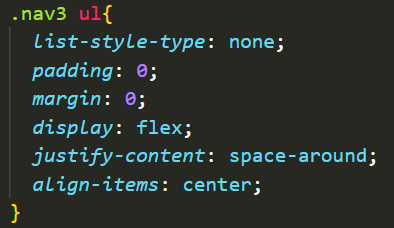 .nav3 ul{
list-style-type: none;
padding: 0;
margin: 0;
display: flex;
justify-content: space-around;
align-items: center;
}